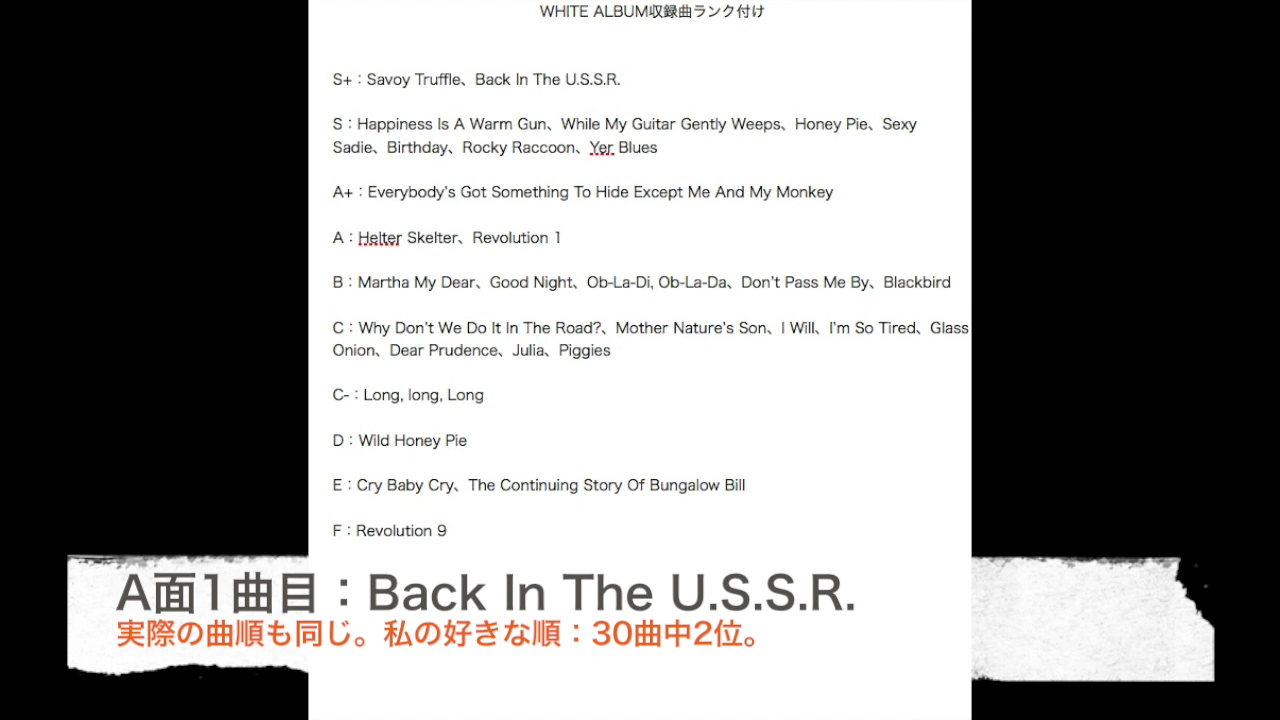 WHITE ALBUM収録曲ランク付け
S+：Savoy Truffle、Back In The U.S.S.R.
S：Happiness Is A Warm Gun、While My Guitar Gently Weeps、Honey Pie、Sexy
Sadie、Birthday、Rocky Raccoon、Yer Blues
A+：Everybody's Got Something To Hide Except Me And My Monkey
A：Helter Skelter、Revolution 1
B：Martha My Dear、Good Night、Ob-La-Di, Ob-La-Da、Don't Pass Me By、Blackbird
C：Why Don't We Do It In The Road?、Mother Nature's Son、I Will、I'm So Tired、Glass
Onion、Dear Prudence、Julia、Piggies
C-：Long, long, Long
D：Wild Honey Pie
E：Cry Baby Cry、The Continuing Story Of Bungalow Bill
F：Revolution 9
A面1曲目：Back In The U.S.S.R.
実際の曲順も同じ。私の好きな順：30曲中2位。